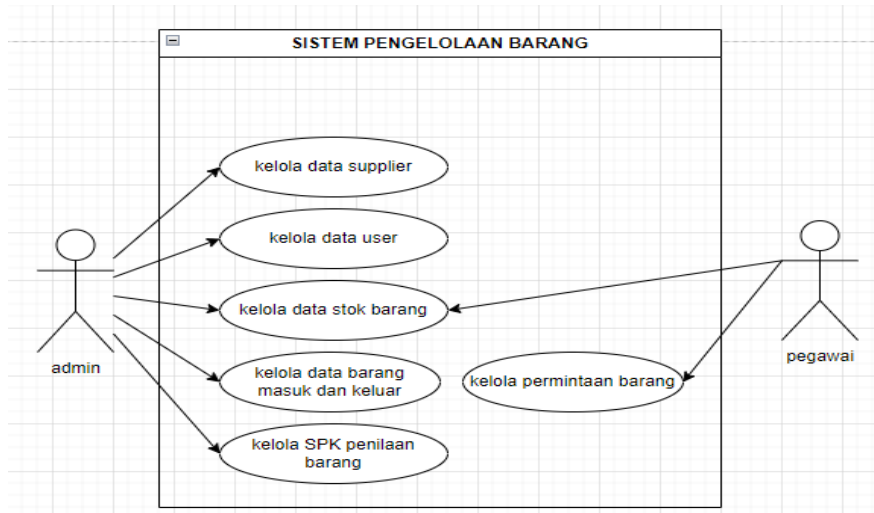 SISTEM PENGELOLAAN BARANG
kelola data supplier
kelola data user
kelola data stok barang
kelola data barang
masuk dan keluar
kelola permintaan barang
kelola SPK penilaan
barang
admin
pegawai